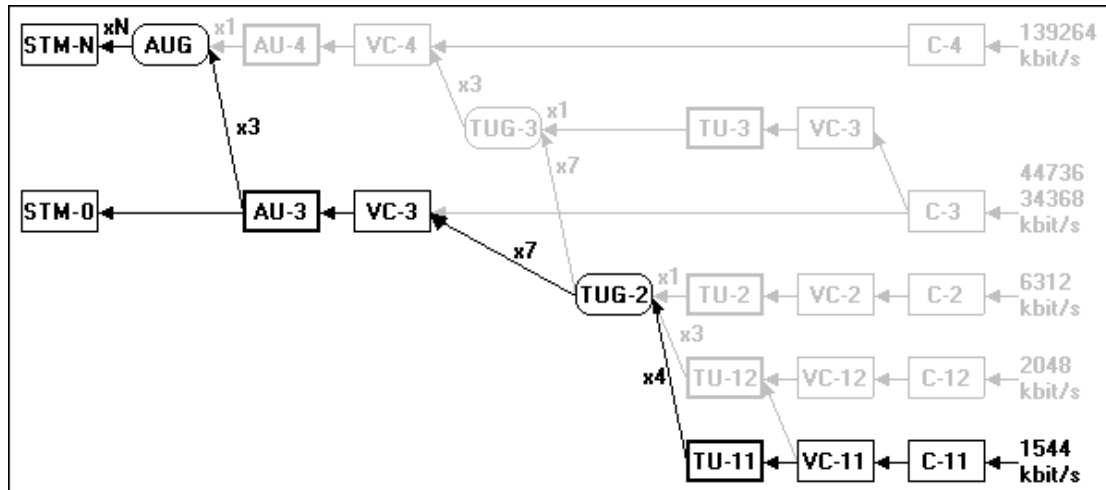 xN
x1
STM-N
AUG
AU-4
VC-4
C-4
139264
kbit/s
x3
x1
TUG-3
TU-3
VC-3
x3
x7
44736
34368
kbit/s
STM-0
AU-3
VC-3
C-3
x7
TUG-2
x1
TU-2
VC-2
C-2
6312
kbit/s
x3
x4
TU-12
VC-12
C-12
2048
kbit/s
TU-11
VC-11
C-11
1544
kbit/s